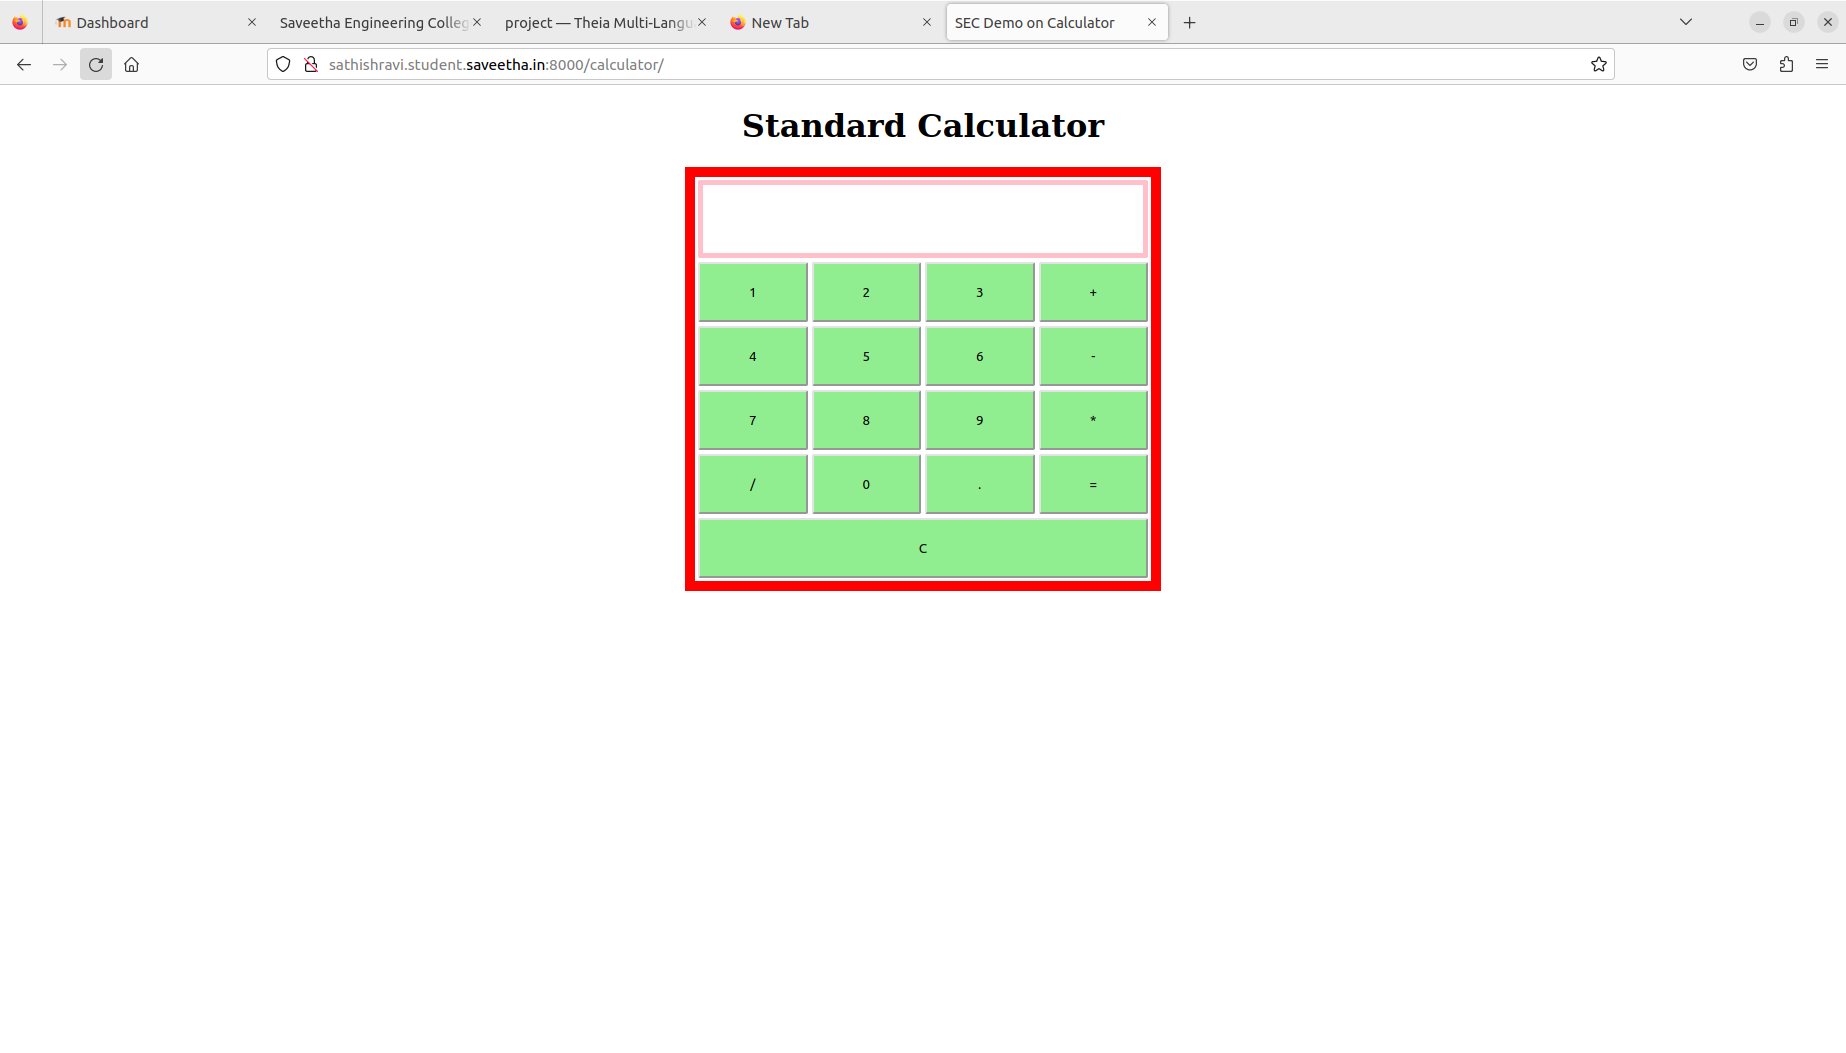 Dashboard
Saveetha Engineering Colleg
project — Theia Multi-Langu
New Tab
SEC Demo on Calculator
sathishravi.student.saveetha.in:8000/calculator/
Standard Calculator
1 2 3 +
4 5 6 -
7 8 9 *
/ 0 . =
C